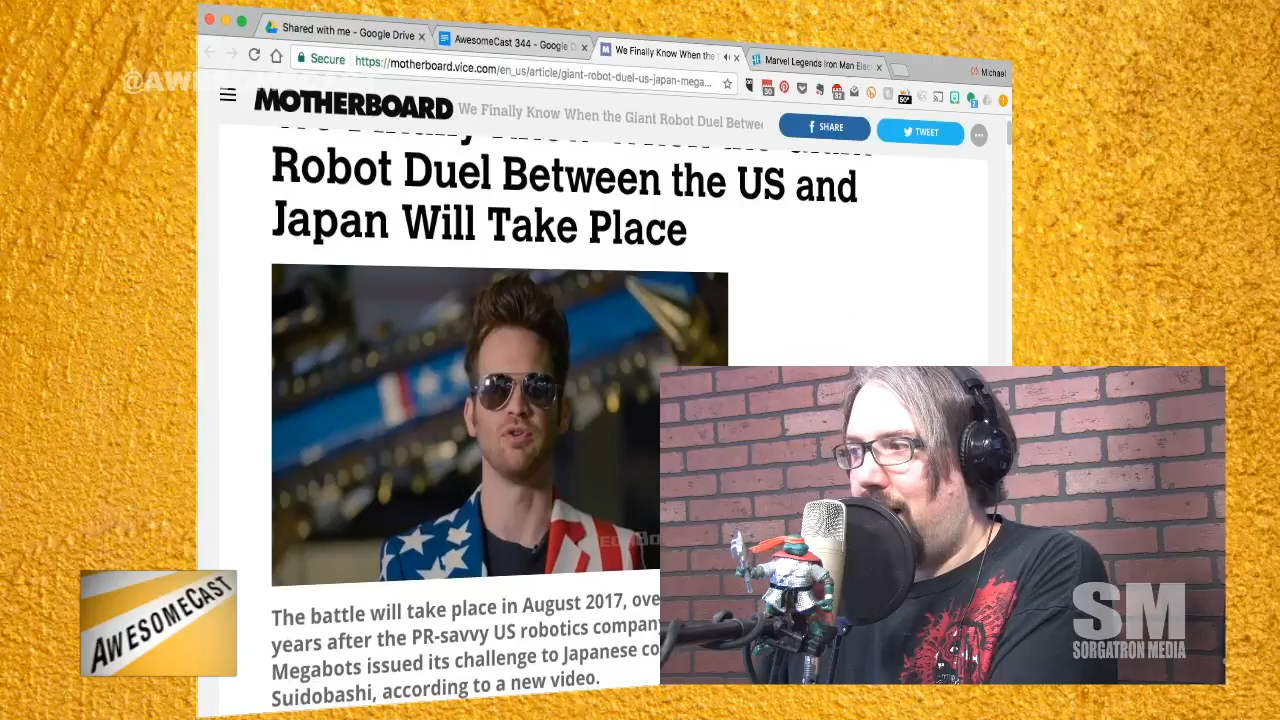 Shared with me - Google Drive
AwesomeCast 344 - Google D
We Finally Know When the
Marvel Legends Iron Man Elec
Michael
Secure
https://motherboard.vice.com/en_us/article/giant-robot-duel-us-japan-mega...
MOTHERBOARD
We Finally Know When the Giant Robot Duel Betwee
SHARE
TWEET
Robot Duel Between the US and
Japan Will Take Place
The battle will take place in August 2017, ove
years after the PR-savvy US robotics company
Megabots issued its challenge to Japanese co
Suidobashi, according to a new video.
AWESOMECAST
SM
SORGATRON MEDIA